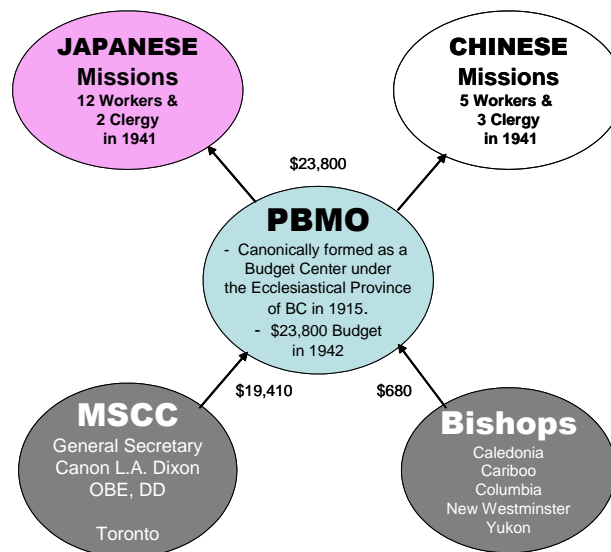 JAPANESE
Missions
12 Workers &
2 Clergy
in 1941
CHINESE
Missions
5 Workers &
3 Clergy
in 1941
$23,800
PBMO
- Canonically formed as a
Budget Center under
the Ecclesiastical Province
of BC in 1915.
- $23,800 Budget
in 1942
$19,410
$680
MSCC
General Secretary
Canon L.A. Dixon
OBE, DD
Toronto
Bishops
Caledonia
Cariboo
Columbia
New Westminster
Yukon